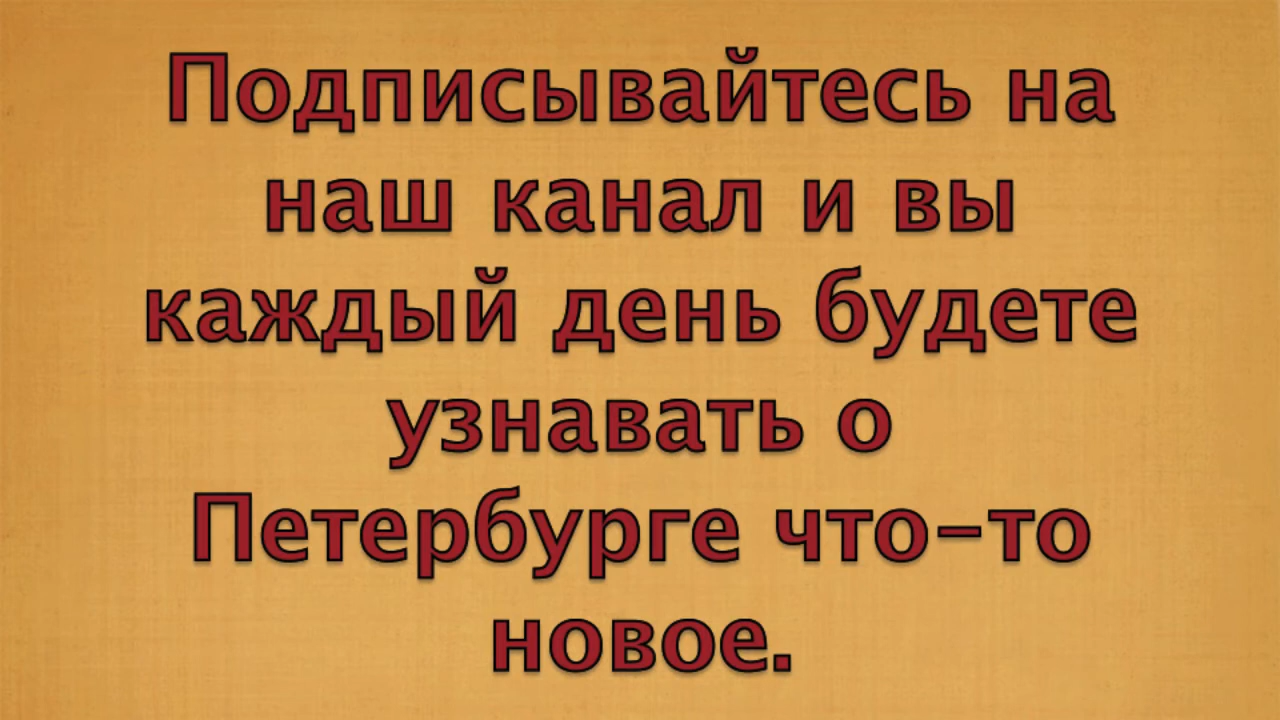 Подписывайтесь на
наш канал и вы
каждый день будете
узнавать о
Петербурге что-то
новое.